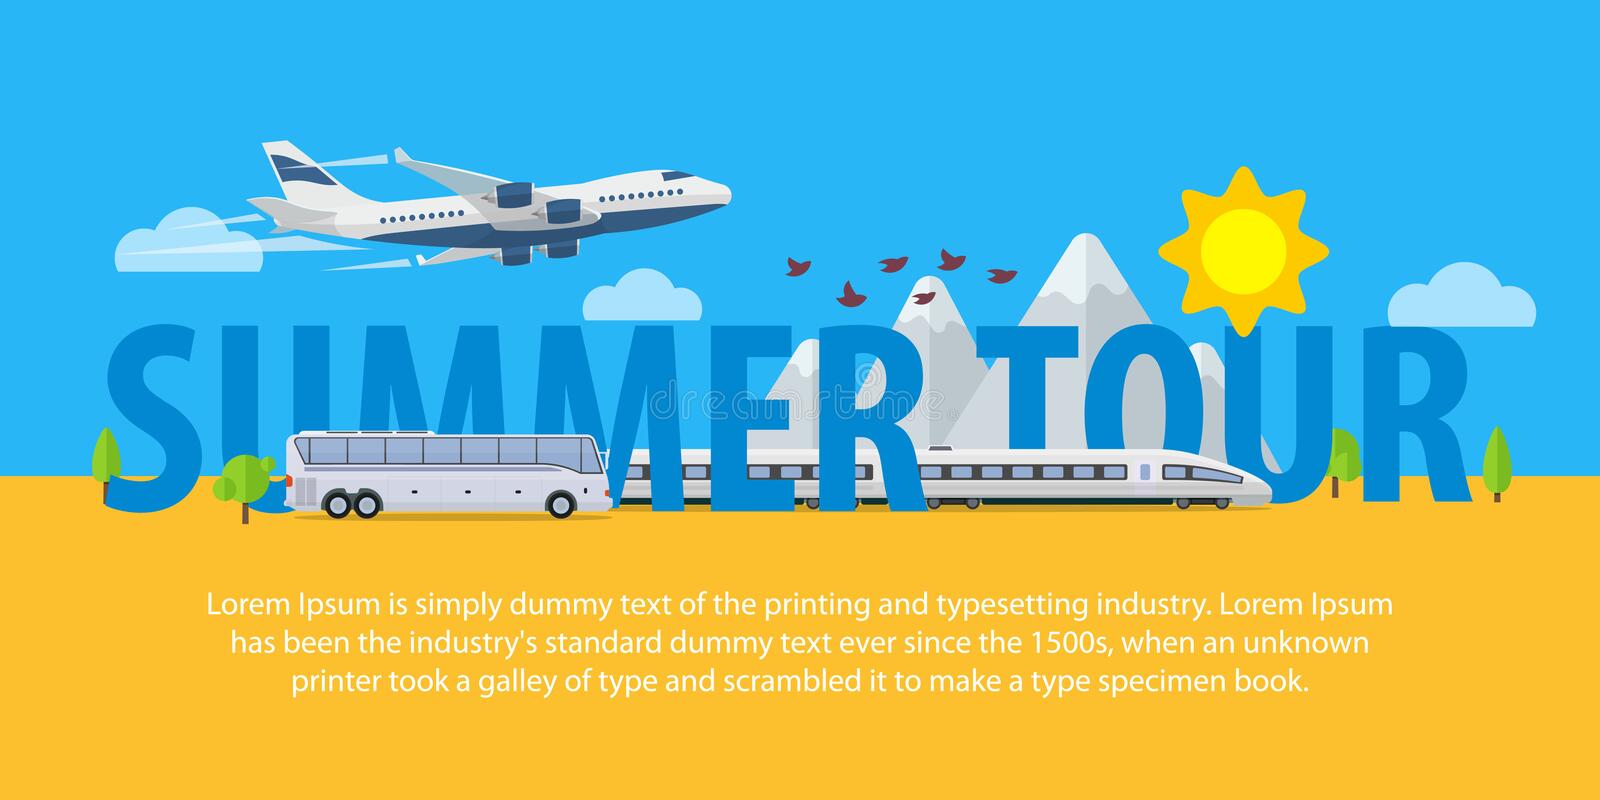 SUMMER TOUR
dreamstime
Lorem Ipsum is simply dummy text of the printing and typesetting industry. Lorem Ipsum
has been the industry's standard dummy text ever since the 1500s, when an unknown
printer took a galley of type and scrambled it to make a type specimen book.